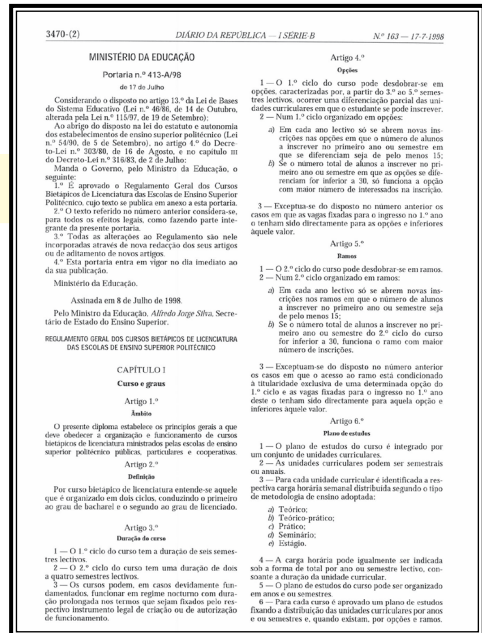 3470-(2)
DIÁRIO DA REPÚBLICA — I SÉRIE-B
N.º 163 — 17-7-1998
MINISTÉRIO DA EDUCAÇÃO
Portaria n.º 413-A/98
de 17 de Julho
Considerando o disposto no artigo 13.º da Lei de Bases
do Sistema Educativo (Lei n.º 46/86, de 14 de Outubro,
alterada pela Lei n.º 115/97, de 19 de Setembro):
Ao abrigo do disposto na lei do estatuto e autonomia
dos estabelecimentos de ensino superior politécnico (Lei
n.º 54/90, de 5 de Setembro), no artigo 4.º do Decre-
to-Lei n.º 303/80, de 16 de Agosto, e no capítulo III
do Decreto-Lei n.º 316/83, de 2 de Julho:
Manda o Governo, pelo Ministro da Educação, o
seguinte:
1.º É aprovado o Regulamento Geral dos Cursos
Bietápicos de Licenciatura das Escolas de Ensino Superior
Politécnico, cujo texto se publica em anexo a esta portaria.
2.º O texto referido no número anterior considera-se,
para todos os efeitos legais, como fazendo parte inte-
grante da presente portaria.
3.º Todas as alterações ao Regulamento são nele
incorporadas através de nova redacção dos seus artigos
ou de aditamento de novos artigos.
4.º Esta portaria entra em vigor no dia imediato ao
da sua publicação.
Ministério da Educação.
Assinada em 8 de Julho de 1998.
Pelo Ministro da Educação, Alfredo Jorge Silva, Secre-
tário de Estado do Ensino Superior.
REGULAMENTO GERAL DOS CURSOS BIETÁPICOS DE LICENCIATURA
DAS ESCOLAS DE ENSINO SUPERIOR POLITÉCNICO
CAPÍTULO I
Curso e graus
Artigo 1.º
Âmbito
O presente diploma estabelece os princípios gerais a que
deve obedecer a organização e funcionamento de cursos
bietápicos de licenciatura ministrados pelas escolas de ensino
superior politécnico públicas, particulares e cooperativas.
Artigo 2.º
Definição
Por curso bietápico de licenciatura entende-se aquele
que é organizado em dois ciclos, conduzindo o primeiro
ao grau de bacharel e o segundo ao grau de licenciado.
Artigo 3.º
Duração do curso
1 — O 1.º ciclo do curso tem a duração de seis semes-
tres lectivos.
2 — O 2.º ciclo do curso tem uma duração de dois
a quatro semestres lectivos.
3 — Os cursos podem, em casos devidamente fun-
damentados, funcionar em regime nocturno com dura-
ção prolongada nos termos que sejam fixados pelo res-
pectivo instrumento legal de criação ou de autorização
de funcionamento.
Artigo 4.º
Opções
1 — O 1.º ciclo do curso pode desdobrar-se em
opções, caracterizadas por, a partir do 3.º ao 5.º semes-
tres lectivos, ocorrer uma diferenciação parcial das uni-
dades curriculares em que o estudante se pode inscrever.
2 — Num 1.º ciclo organizado em opções:
a) Em cada ano lectivo só se abrem novas ins-
crições nas opções em que o número de alunos
a inscrever no primeiro ano ou semestre em
que se diferenciam seja de pelo menos 15;
b) Se o número total de alunos a inscrever no pri-
meiro ano ou semestre em que as opções se dife-
renciam for inferior a 30, só funciona a opção
com maior número de interessados na inscrição.
3 — Exceptua-se do disposto no número anterior os
casos em que as vagas fixadas para o ingresso no 1.º ano
o tenham sido directamente para as opções e inferiores
àquele valor.
Artigo 5.º
Ramos
1 — O 2.º ciclo do curso pode desdobrar-se em ramos.
2 — Num 2.º ciclo organizado em ramos:
a) Em cada ano lectivo só se abrem novas ins-
crições nos ramos em que o número de alunos
a inscrever no primeiro ano ou semestre seja
de pelo menos 15;
b) Se o número total de alunos a inscrever no pri-
meiro ano ou semestre do 2.º ciclo do curso
for inferior a 30, funciona o ramo com maior
número de inscrições.
3 — Exceptuam-se do disposto no número anterior
os casos em que o acesso ao ramo está condicionado
à titularidade exclusiva de uma determinada opção do
1.º ciclo e as vagas fixadas para o ingresso no 1.º ano
deste o tenham sido directamente para aquela opção e
inferiores àquele valor.
Artigo 6.º
Plano de estudos
1 — O plano de estudos do curso é integrado por
um conjunto de unidades curriculares.
2 — As unidades curriculares podem ser semestrais
ou anuais.
3 — Para cada unidade curricular é identificada a res-
pectiva carga horária semanal distribuída segundo o tipo
de metodologia de ensino adoptada:
a) Teórico;
b) Teórico-prático;
c) Prático;
d) Seminário;
e) Estágio.
4 — A carga horária pode igualmente ser indicada
sob a forma de total por ano ou semestre lectivo, con-
soante a duração da unidade curricular.
5 — O plano de estudos do curso pode ser organizado
em anos e ou semestres.
6 — Para cada curso é aprovado um plano de estudos
fixando a distribuição das unidades curriculares por anos
e ou semestres e, quando existam, por opções e ramos.